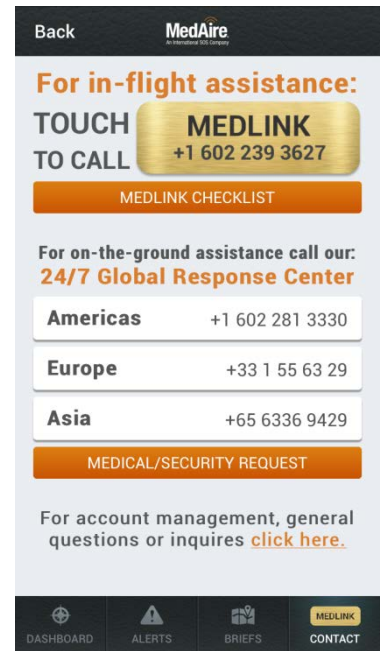 Back
MedAire
An International SOS Company
For in-flight assistance:
TOUCH
TO CALL
MEDLINK
+1 602 239 3627
MEDLINK CHECKLIST
For on-the-ground assistance call our:
24/7 Global Response Center
Americas +1 602 281 3330
Europe +33 1 55 63 29
Asia +65 6336 9429
MEDICAL/SECURITY REQUEST
For account management, general
questions or inquires click here.
DASHBOARD
ALERTS
BRIEFS
MEDLINK
CONTACT